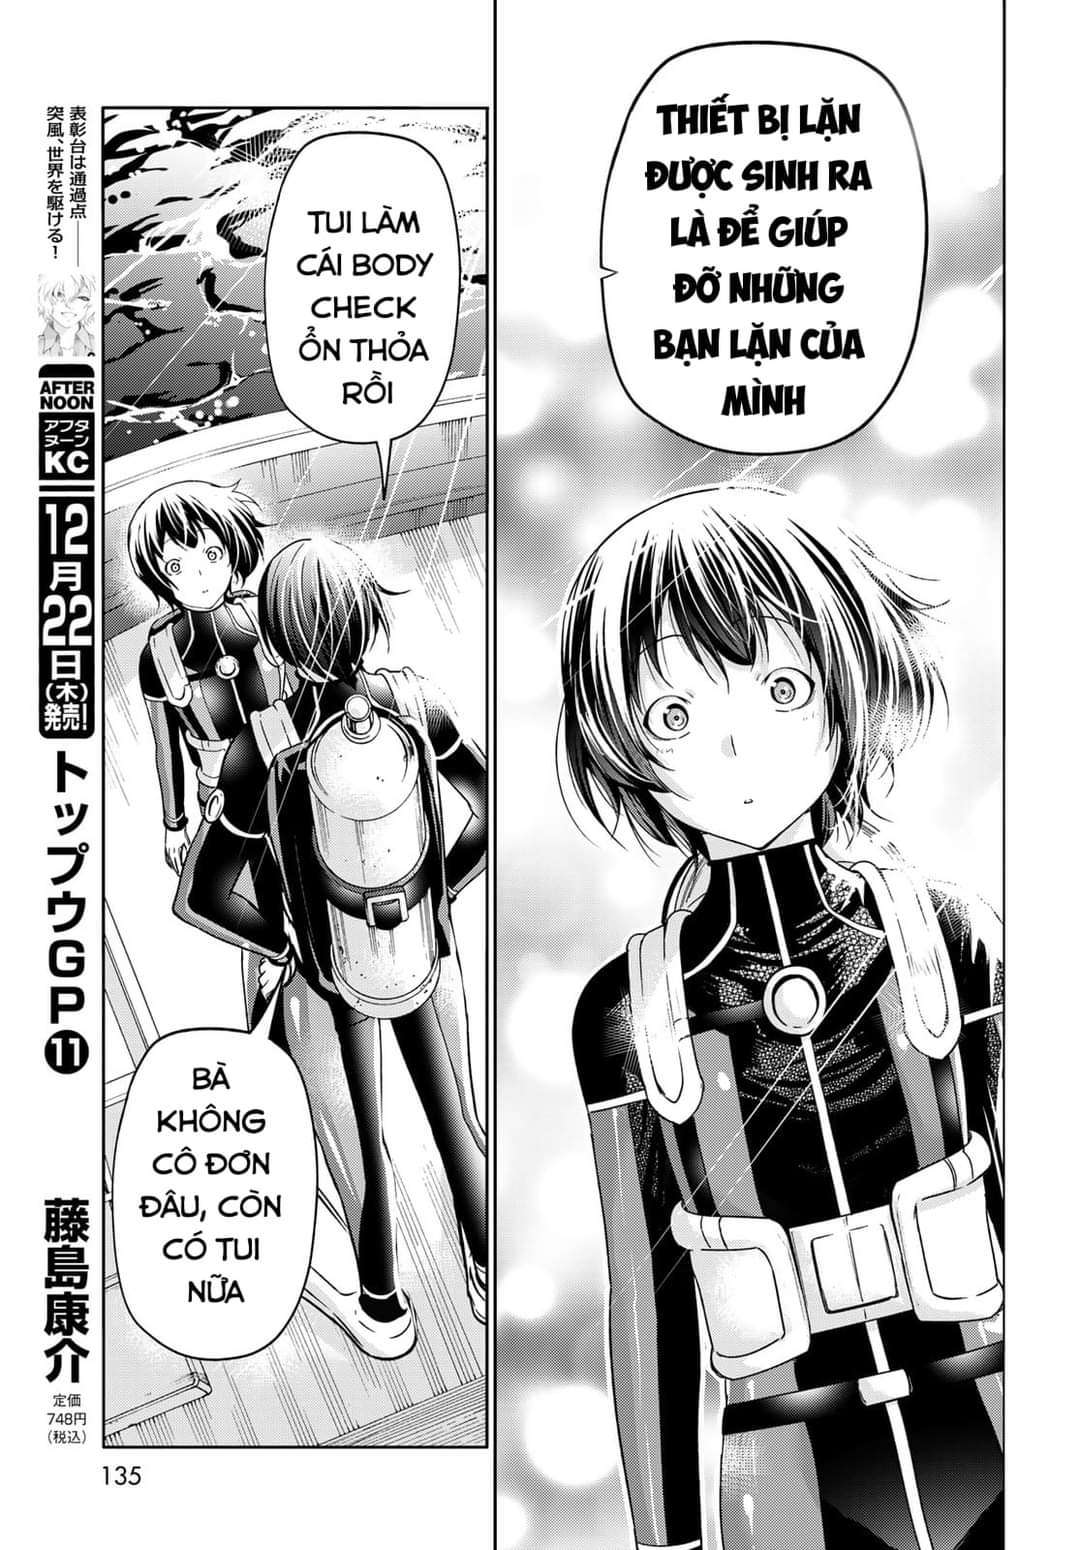 THIẾT BỊ LẶN
ĐƯỢC SINH RA
LÀ ĐỂ GIÚP
ĐỠ NHỮNG
BẠN LẶN CỦA
MÌNH
TUI LÀM
CÁI BODY
CHECK
ỔN THỎA
RỒI
BÀ
KHÔNG
CÔ ĐƠN
ĐÂU, CÒN
CÓ TUI
NỮA
表彰台は通過点――
突風、世界を駆ける!
AFTER
NOON
アフタ
ヌーン
KC
12月22日(木)発売!
トップウGP⓫
藤島康介
定価
748円
(税込)
135